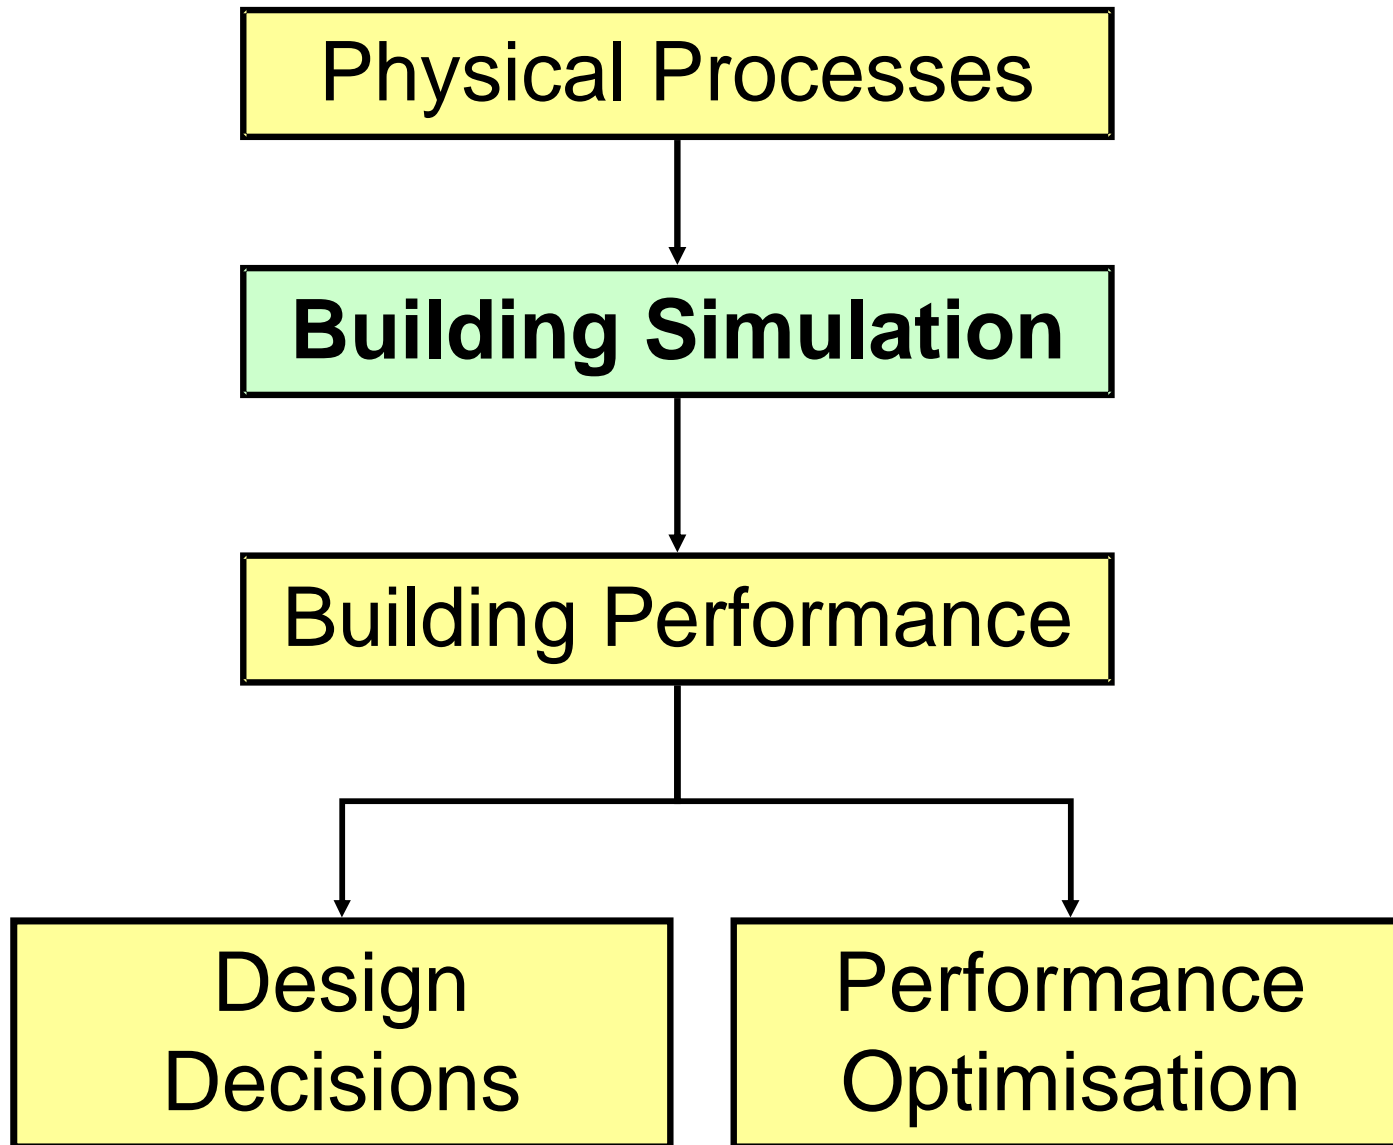 Physical Processes
Building Simulation
Building Performance
Design
Decisions
Performance
Optimisation